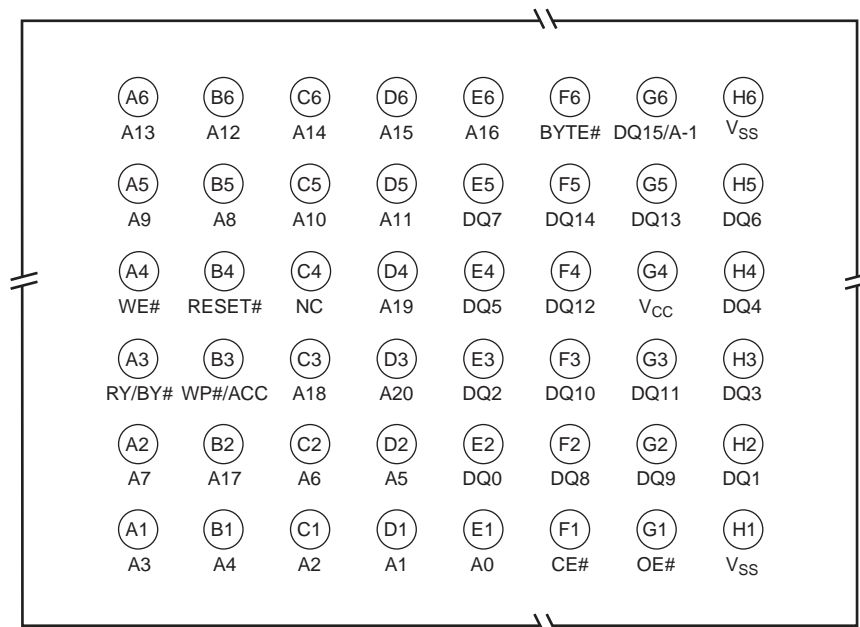 A6 B6 C6 D6 E6 F6 G6 H6
A13 A12 A14 A15 A16 BYTE# DQ15/A-1 VSS
A5 B5 C5 D5 E5 F5 G5 H5
A9 A8 A10 A11 DQ7 DQ14 DQ13 DQ6
A4 B4 C4 D4 E4 F4 G4 H4
WE# RESET# NC A19 DQ5 DQ12 VCC DQ4
A3 B3 C3 D3 E3 F3 G3 H3
RY/BY# WP#/ACC A18 A20 DQ2 DQ10 DQ11 DQ3
A2 B2 C2 D2 E2 F2 G2 H2
A7 A17 A6 A5 DQ0 DQ8 DQ9 DQ1
A1 B1 C1 D1 E1 F1 G1 H1
A3 A4 A2 A1 A0 CE# OE# VSS